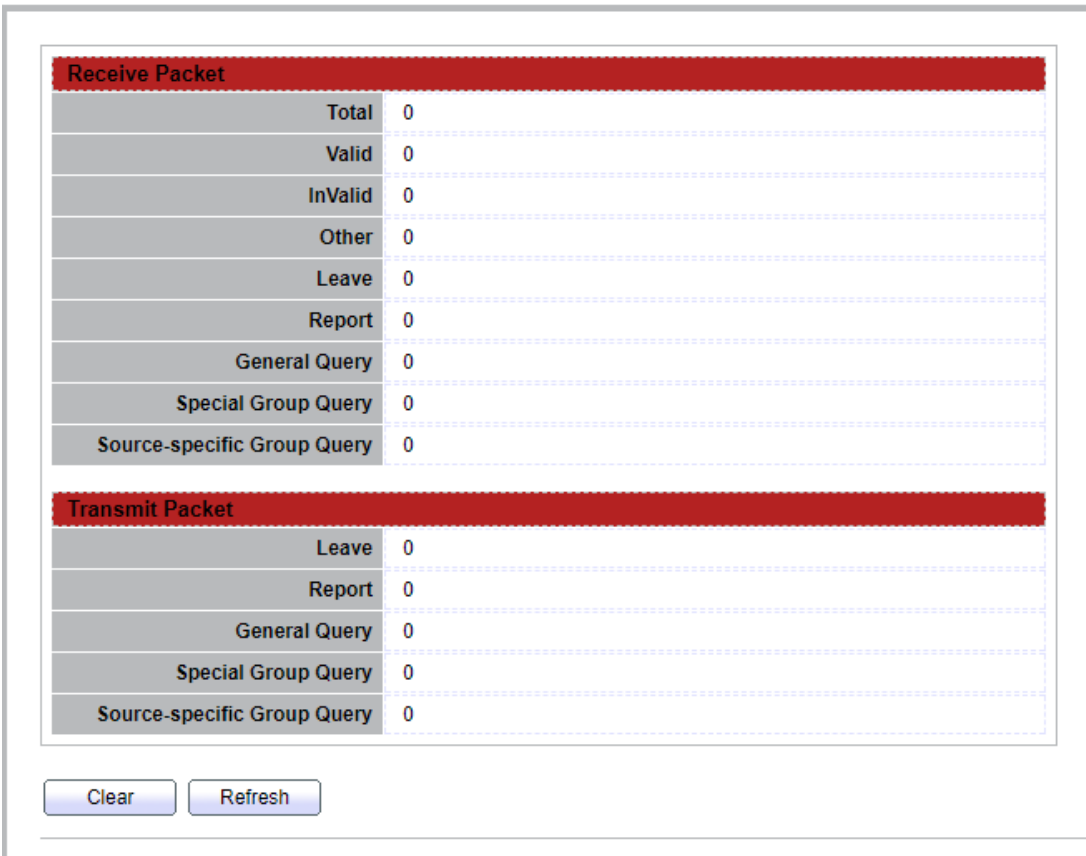 Receive Packet
Total 0
Valid 0
InValid 0
Other 0
Leave 0
Report 0
General Query 0
Special Group Query 0
Source-specific Group Query 0
Transmit Packet
Leave 0
Report 0
General Query 0
Special Group Query 0
Source-specific Group Query 0
Clear Refresh